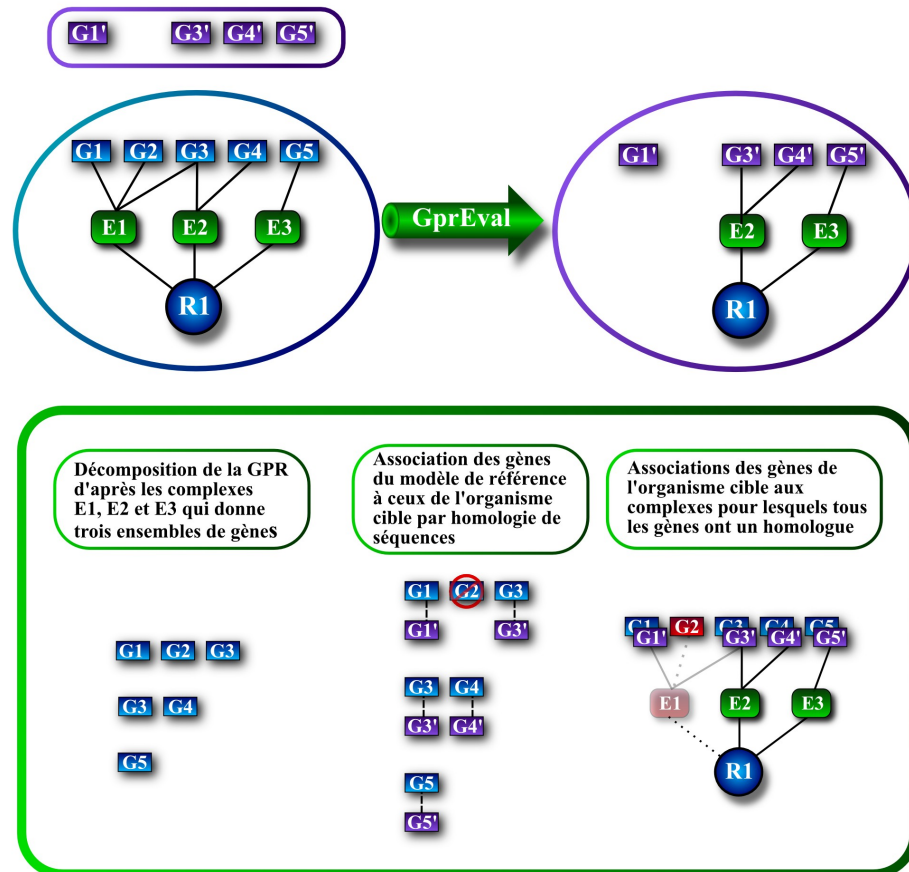 G1' G3' G4' G5'
G1 G2 G3 G4 G5
E1 E2 E3
R1
GprEval
G1' G3' G4' G5'
E2 E3
R1
Décomposition de la GPR
d'après les complexes
E1, E2 et E3 qui donne
trois ensembles de gènes
G1 G2 G3
G3 G4
G5
Association des gènes
du modèle de référence
à ceux de l'organisme
cible par homologie de
séquences
G1 G2 G3
G1' G3'
G3 G4
G3' G4'
G5
G5'
Associations des gènes de
l'organisme cible aux
complexes pour lesquels tous
les gènes ont un homologue
G1 G2 G3 G4 G5
G1' G3' G4' G5'
E1 E2 E3
R1